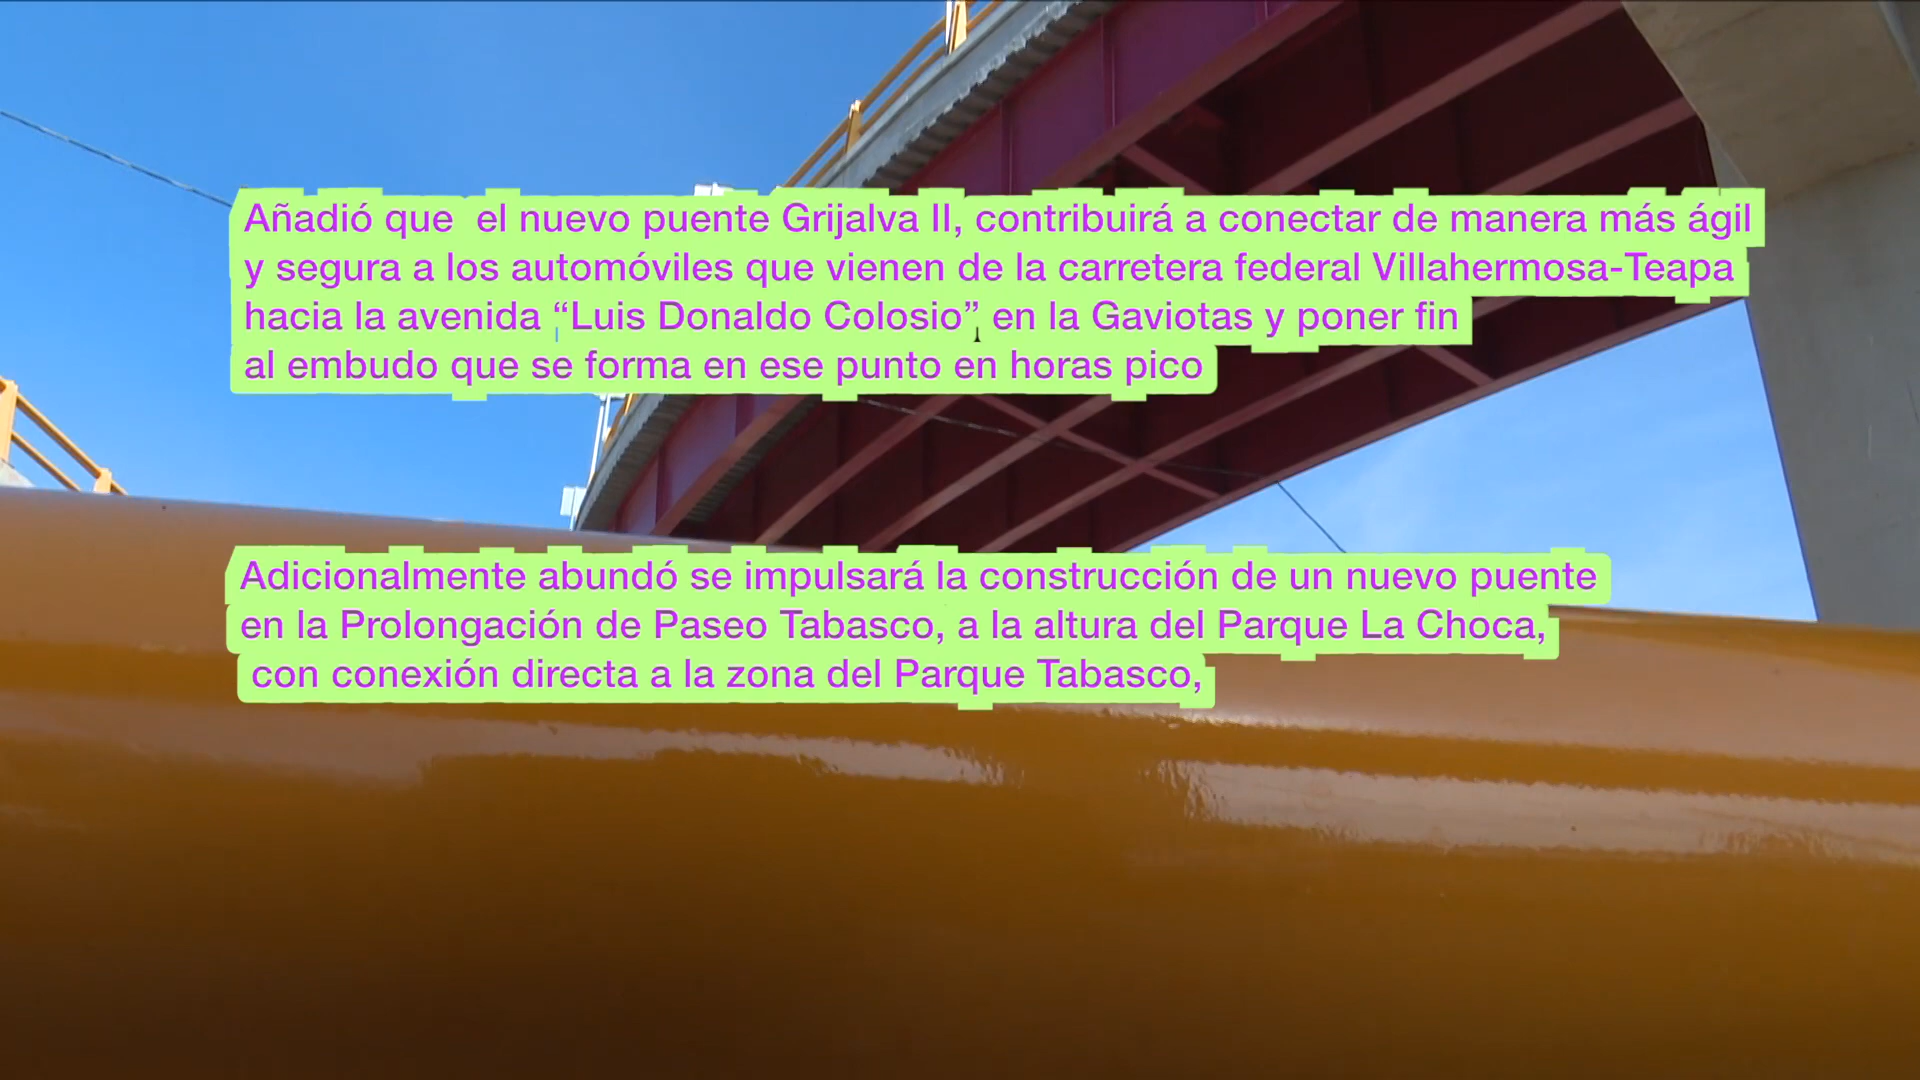 Añadió que  el nuevo puente Grijalva II, contribuirá a conectar de manera más ágil
y segura a los automóviles que vienen de la carretera federal Villahermosa-Teapa
hacia la avenida “Luis Donaldo Colosio” en la Gaviotas y poner fin
al embudo que se forma en ese punto en horas pico
Adicionalmente abundó se impulsará la construcción de un nuevo puente
en la Prolongación de Paseo Tabasco, a la altura del Parque La Choca,
con conexión directa a la zona del Parque Tabasco,